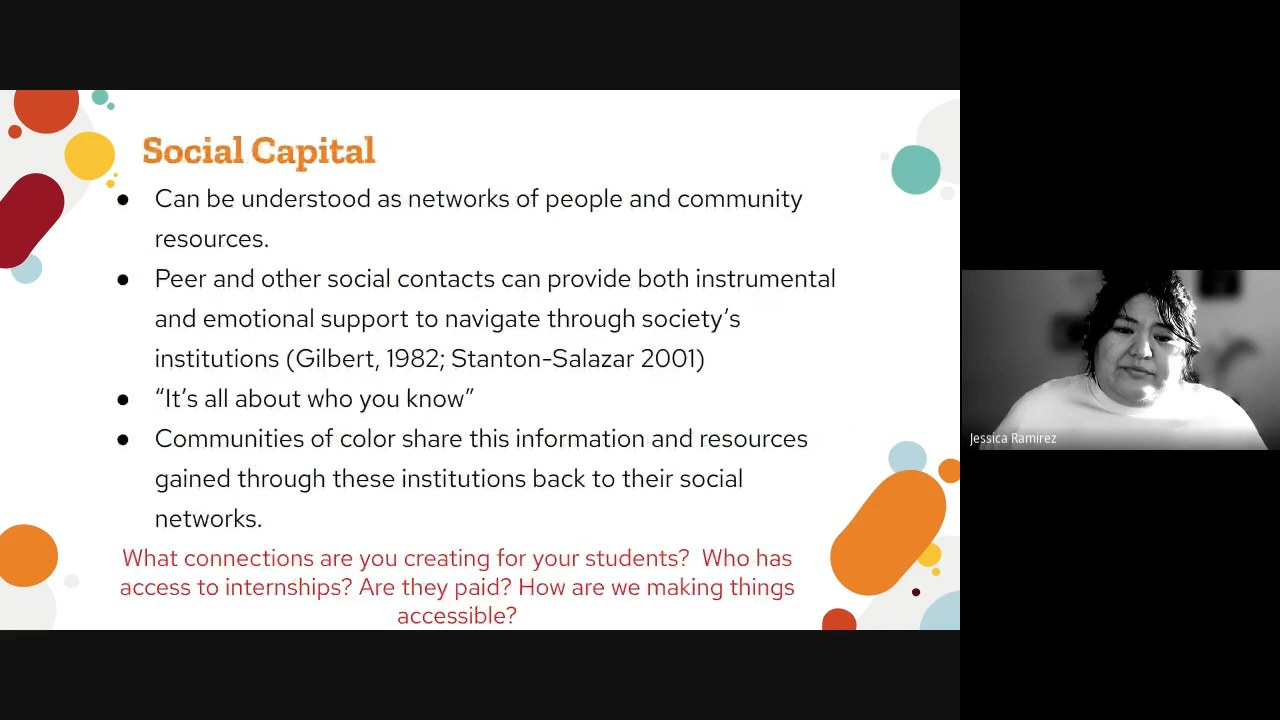 Social Capital
● Can be understood as networks of people and community
resources.
● Peer and other social contacts can provide both instrumental
and emotional support to navigate through society’s
institutions (Gilbert, 1982; Stanton-Salazar 2001)
● “It’s all about who you know”
● Communities of color share this information and resources
gained through these institutions back to their social
networks.
What connections are you creating for your students?  Who has
access to internships? Are they paid? How are we making things
accessible?
Jessica Ramirez